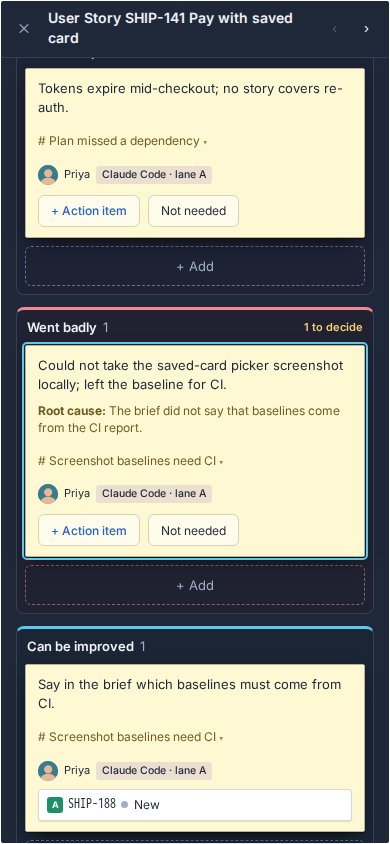 User Story SHIP-141 Pay with saved
card
Tokens expire mid-checkout; no story covers re-
auth.
# Plan missed a dependency
Priya Claude Code · lane A
+ Action item Not needed
+ Add
Went badly 1 1 to decide
Could not take the saved-card picker screenshot
locally; left the baseline for CI.
Root cause: The brief did not say that baselines come
from the CI report.
# Screenshot baselines need CI
Priya Claude Code · lane A
+ Action item Not needed
+ Add
Can be improved 1
Say in the brief which baselines must come from
CI.
# Screenshot baselines need CI
Priya Claude Code · lane A
A SHIP-188 New